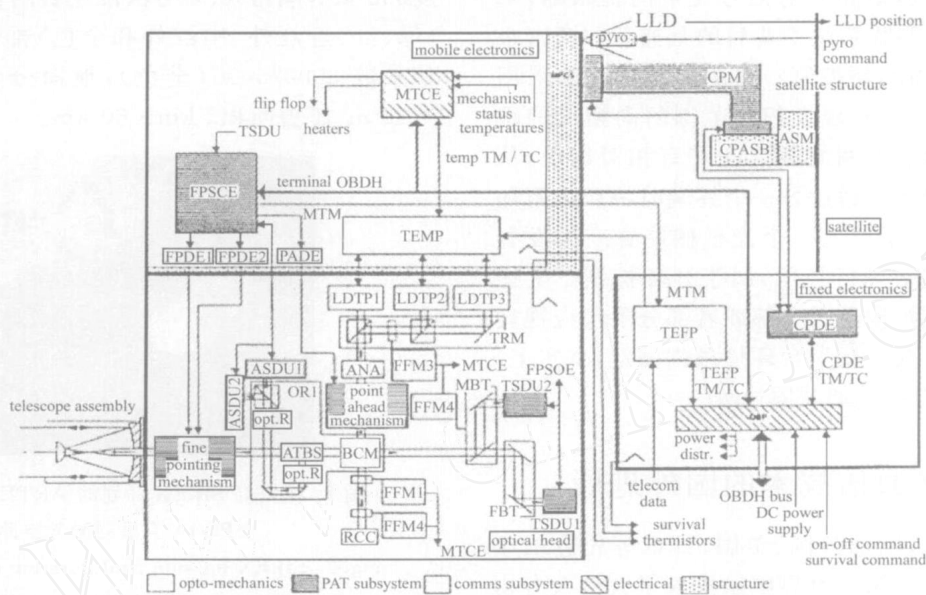 LLD
LLD position
pyro
pyro
command
mobile electronics
CPM
satellite structure
MTCE
flip flop
heaters
mechanism
status
temperatures
ASM
CPASB
TSDU
temp TM / TC
FPSCE
terminal OBDH
MTM
TEMP
satellite
FPDE1
FPDE2
PADE
fixed electronics
MTM
LDTP1
LDTP2
LDTP3
TEFP
CPDE
TRM
ASDU1
ANA
FFM3
MTCE
FPSOE
TEFP
TM/TC
CPDE
TM/TC
ASDU2
OR1
point
ahead
mechanism
MBT
TSDU2
telescope assembly
opt.R
FFM4
fine
pointing
mechanism
ATBS
BCM
power
distr.
opt.R
FFM1
FBT
telecom
data
OBDH bus
DC power
supply
TSDU1
RCC
FFM4
MTCE
optical head
survival
thermistors
on-off command
survival command
opto-mechanics
PAT subsystem
comms subsystem
electrical
structure